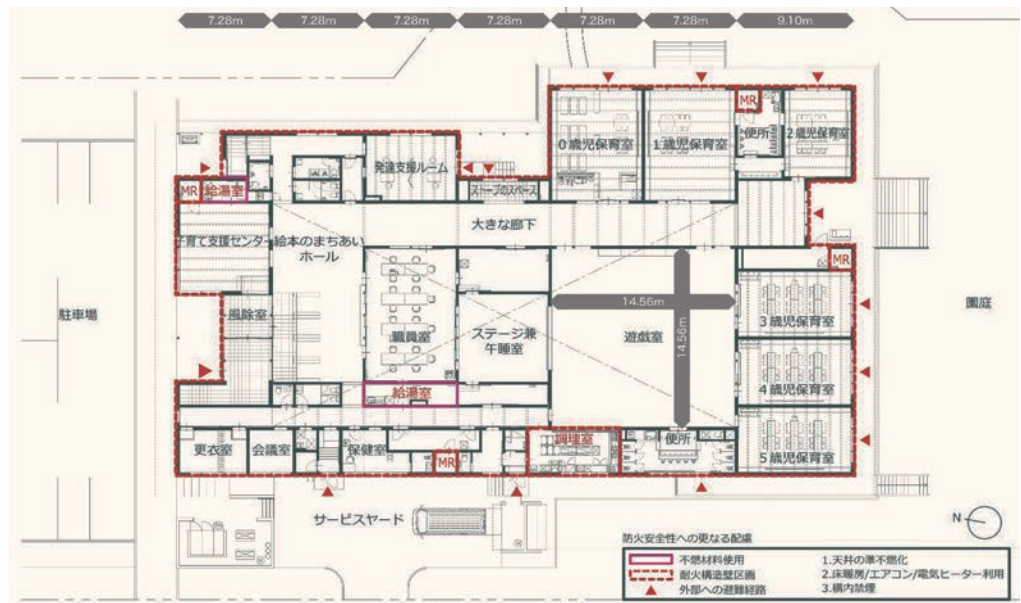 7.28m 7.28m 7.28m 7.28m 7.28m 7.28m 9.10m
MR
便所
0歳児保育室
1歳児保育室
2歳児保育室
発達支援ルーム
MR
給湯室
ストーブのスペース
大きな廊下
子育て支援センター
絵本のまちあい
ホール
MR
14.56m
14.56m
3歳児保育室
駐車場
風除室
職員室
ステージ兼
午睡室
遊戯室
園庭
4歳児保育室
給湯室
更衣室
会議室
保健室
MR
調理室
便所
5歳児保育室
サービスヤード
N
防火安全性への更なる配慮
不燃材料使用
耐火構造壁区画
外部への避難経路
1.天井の準不燃化
2.床暖房/エアコン/電気ヒーター利用
3.構内禁煙